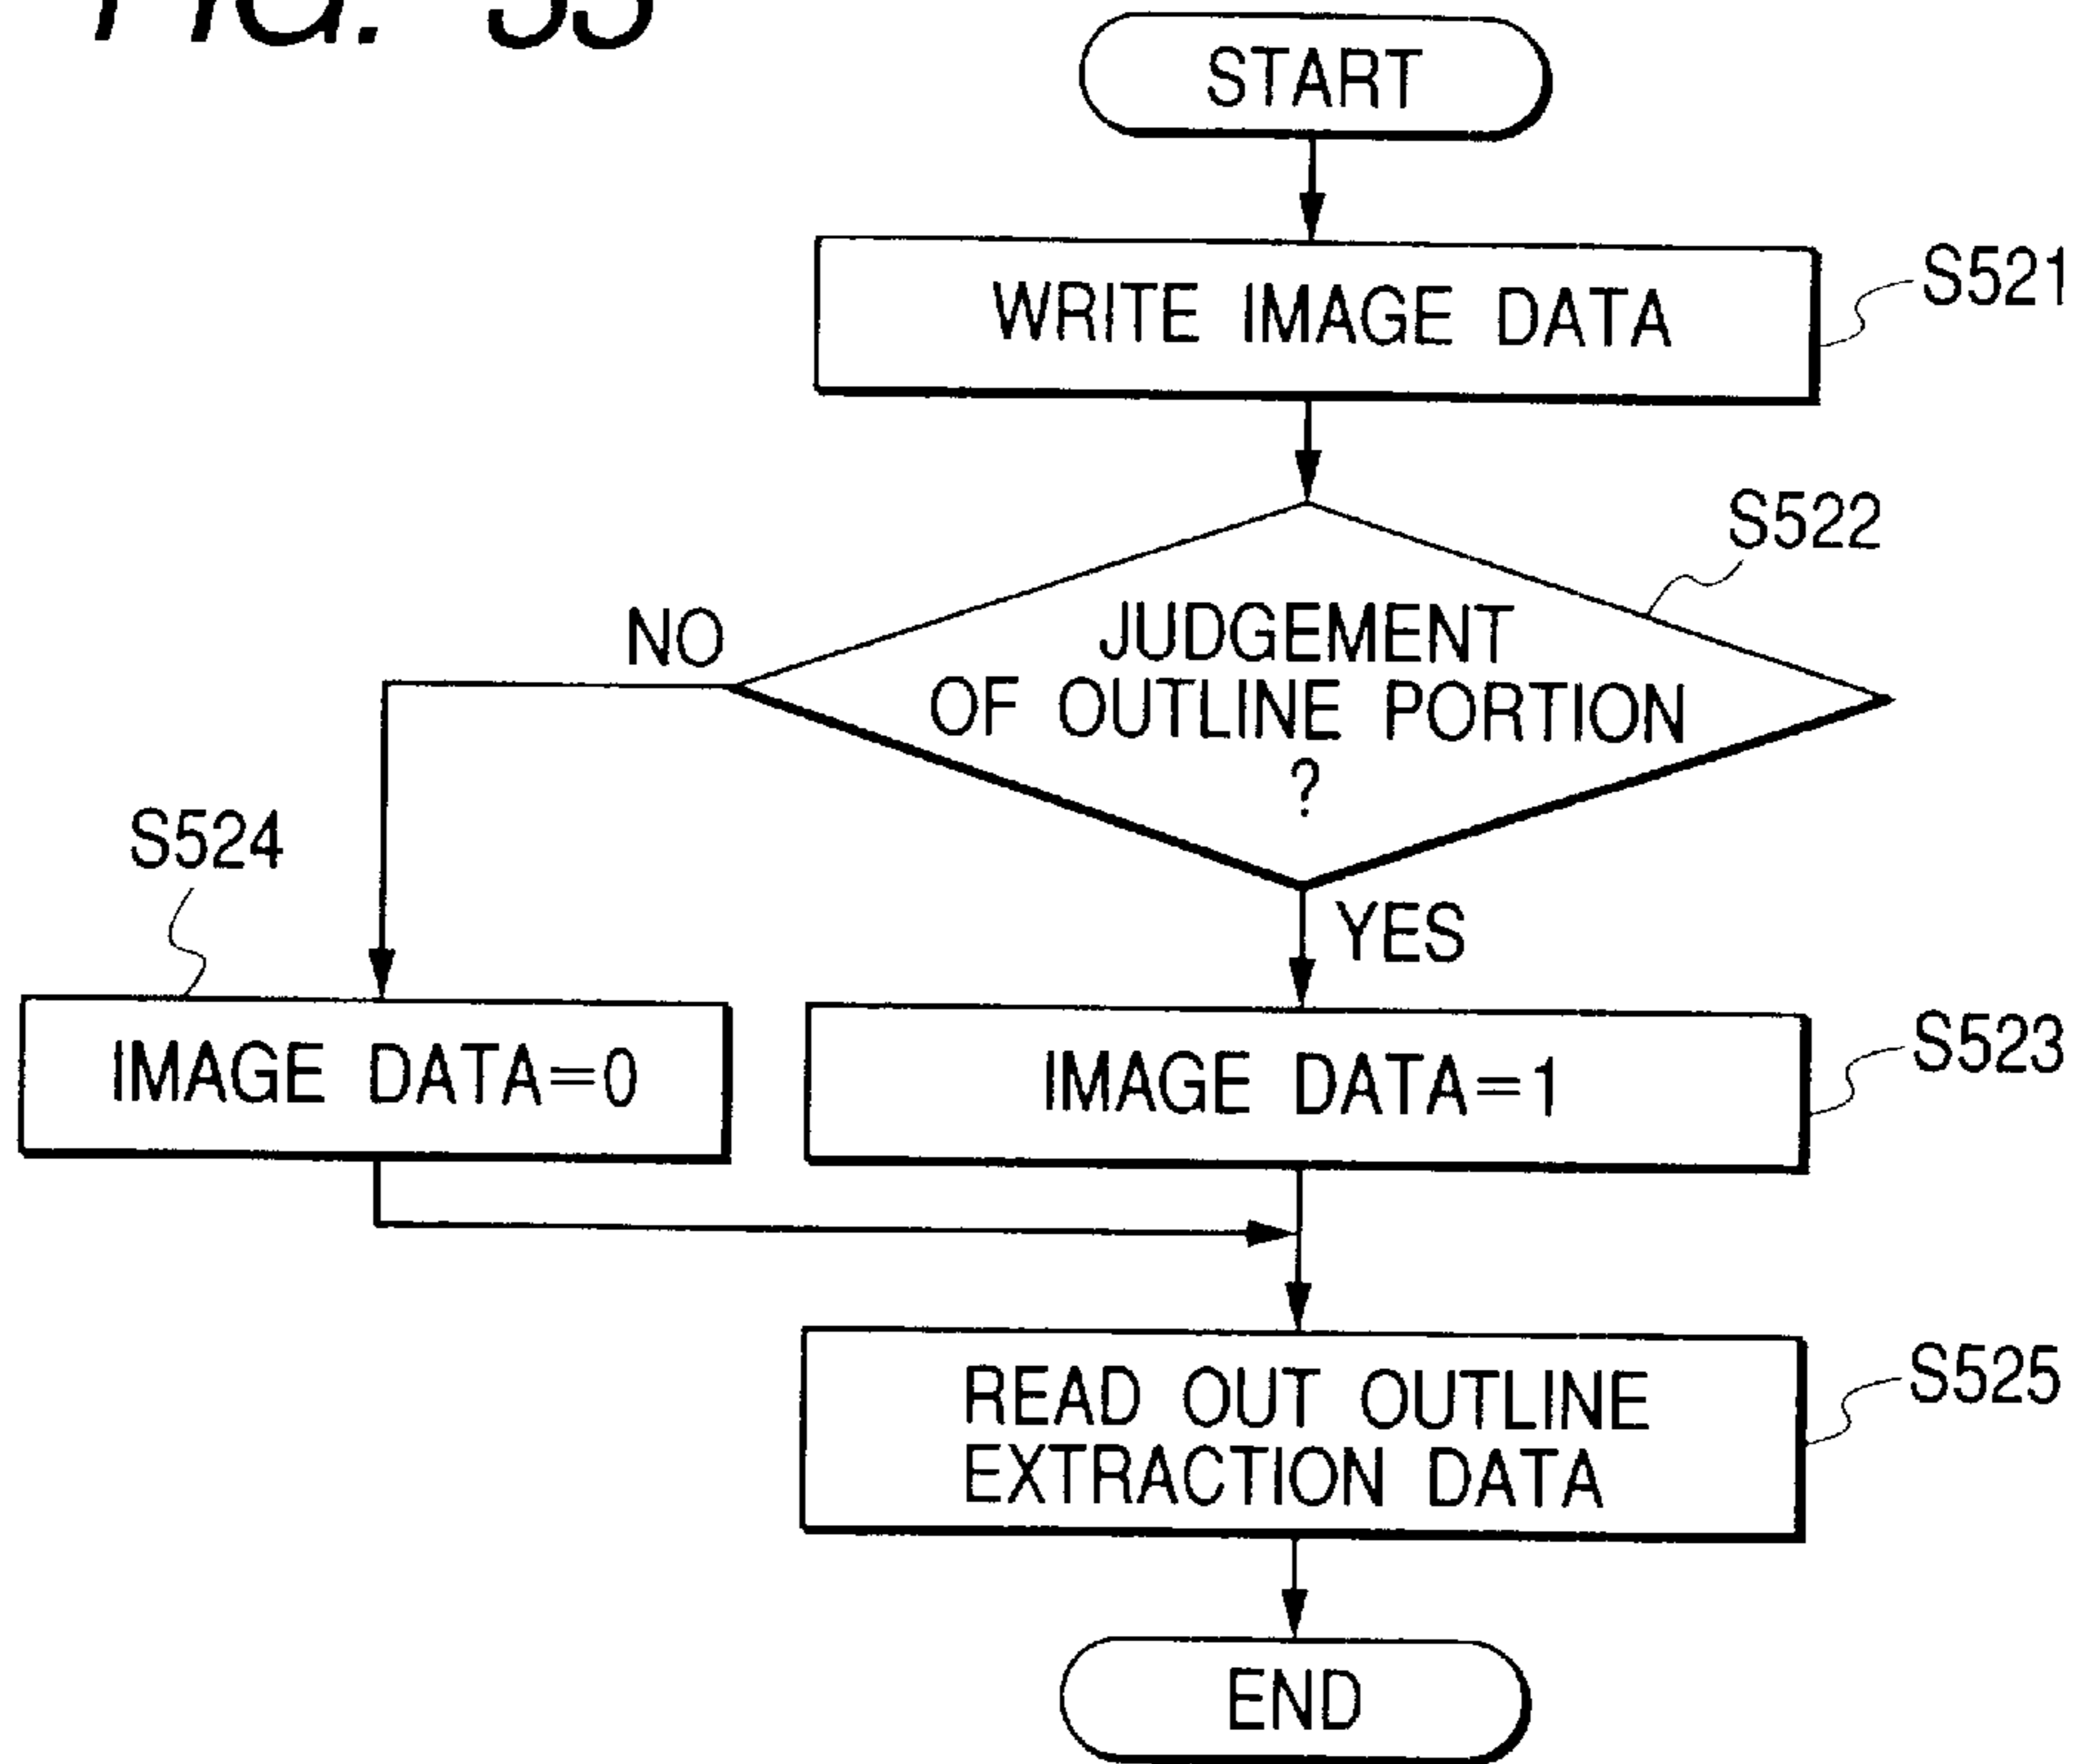 FIG.
START
WRITE IMAGE DATA
S521
S522
JUDGEMENT
OF OUTLINE PORTION
?
NO
YES
S524
IMAGE DATA=0
IMAGE DATA=1
S523
READ OUT OUTLINE
EXTRACTION DATA
S525
END